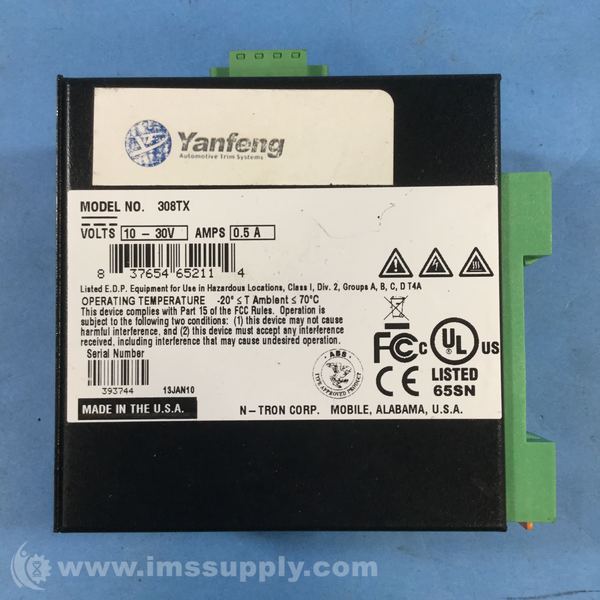 Yanfeng
Automotive Trim Systems
MODEL NO. 308TX
VOLTS 10 - 30V AMPS 0.5 A
8 37654 65211 4
Listed E.D.P. Equipment for Use in Hazardous Locations, Class I, Div. 2, Groups A, B, C, D T4A
OPERATING TEMPERATURE -20° ≤ T Ambient ≤ 70°C
This device complies with Part 15 of the FCC Rules. Operation is
subject to the following two conditions: (1) this device may not cause
harmful interference, and (2) this device must accept any interference
received, including interference that may cause undesired operation.
Serial Number
393744 13JAN10
MADE IN THE U.S.A.
ABS
TYPE APPROVED PRODUCT
FCC
CE
C UL US
LISTED
65SN
N-TRON CORP. MOBILE, ALABAMA, U.S.A.
© www.imssupply.com